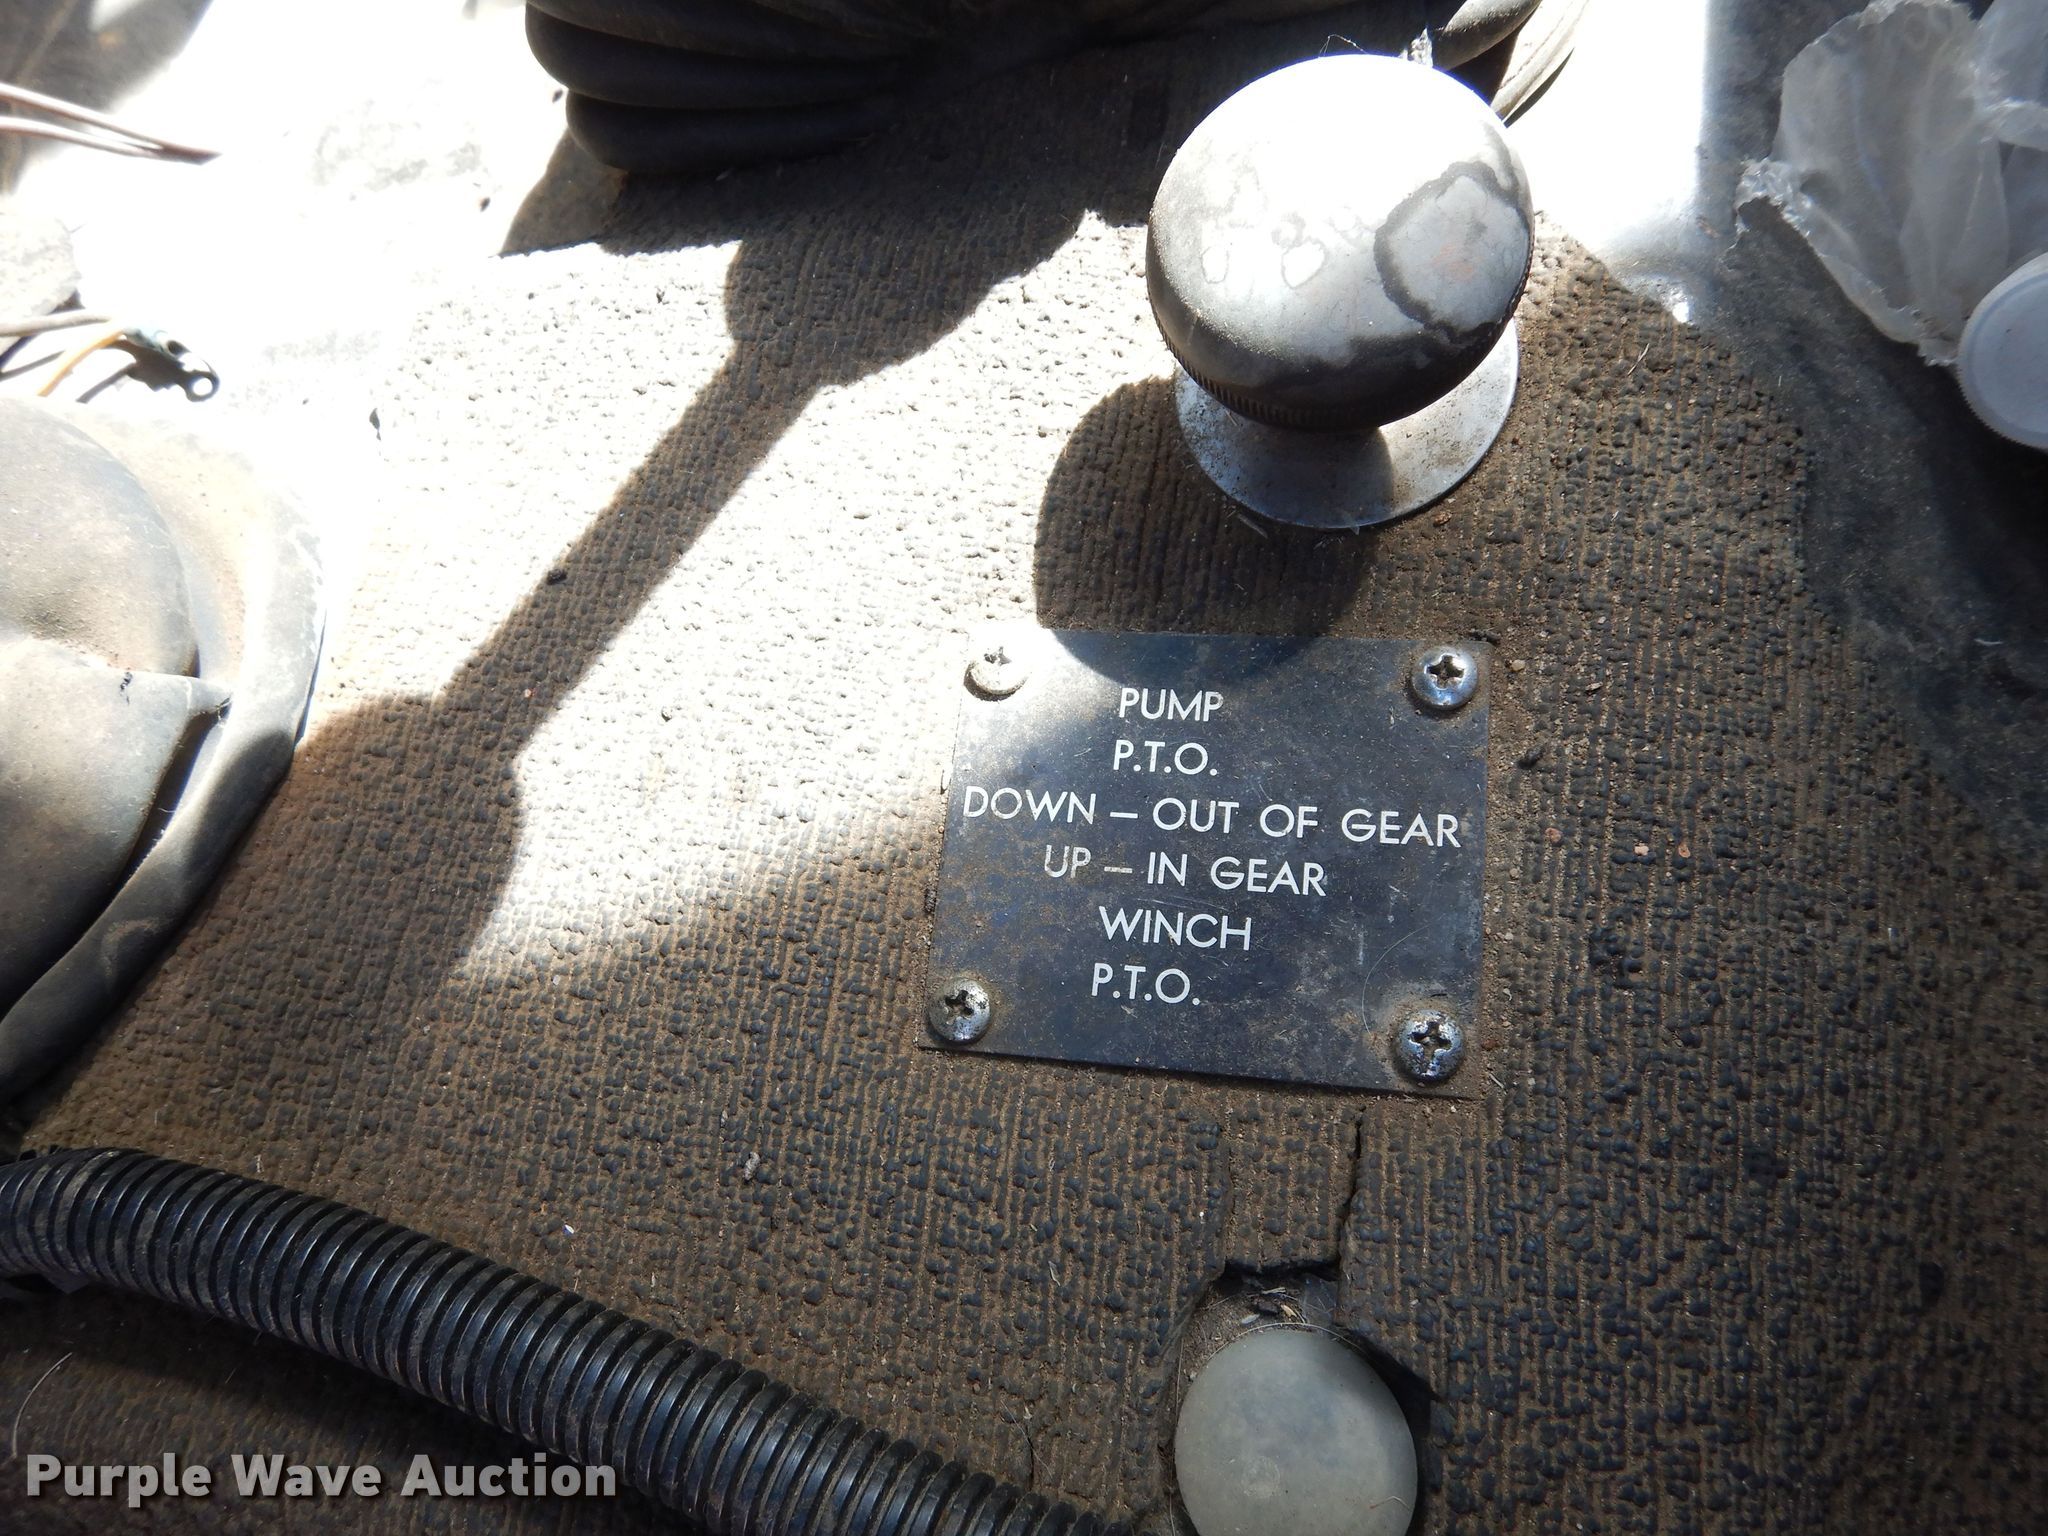 PUMP
P.T.O.
DOWN – OUT OF GEAR
UP – IN GEAR
WINCH
P.T.O.
Purple Wave Auction